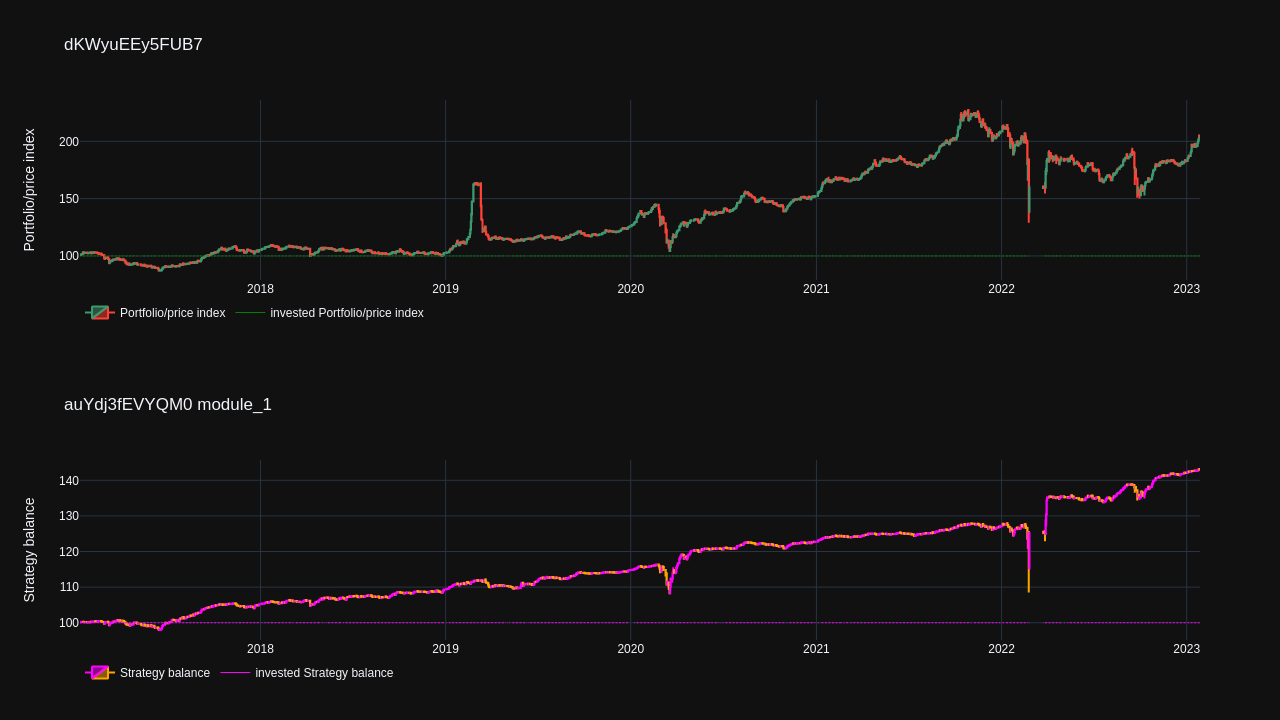 dKWyuEEy5FUB7
Portfolio/price index
200
150
100
2018 2019 2020 2021 2022 2023
Portfolio/price index invested Portfolio/price index
auYdj3fEVYQM0 module_1
Strategy balance
140
130
120
110
100
2018 2019 2020 2021 2022 2023
Strategy balance invested Strategy balance